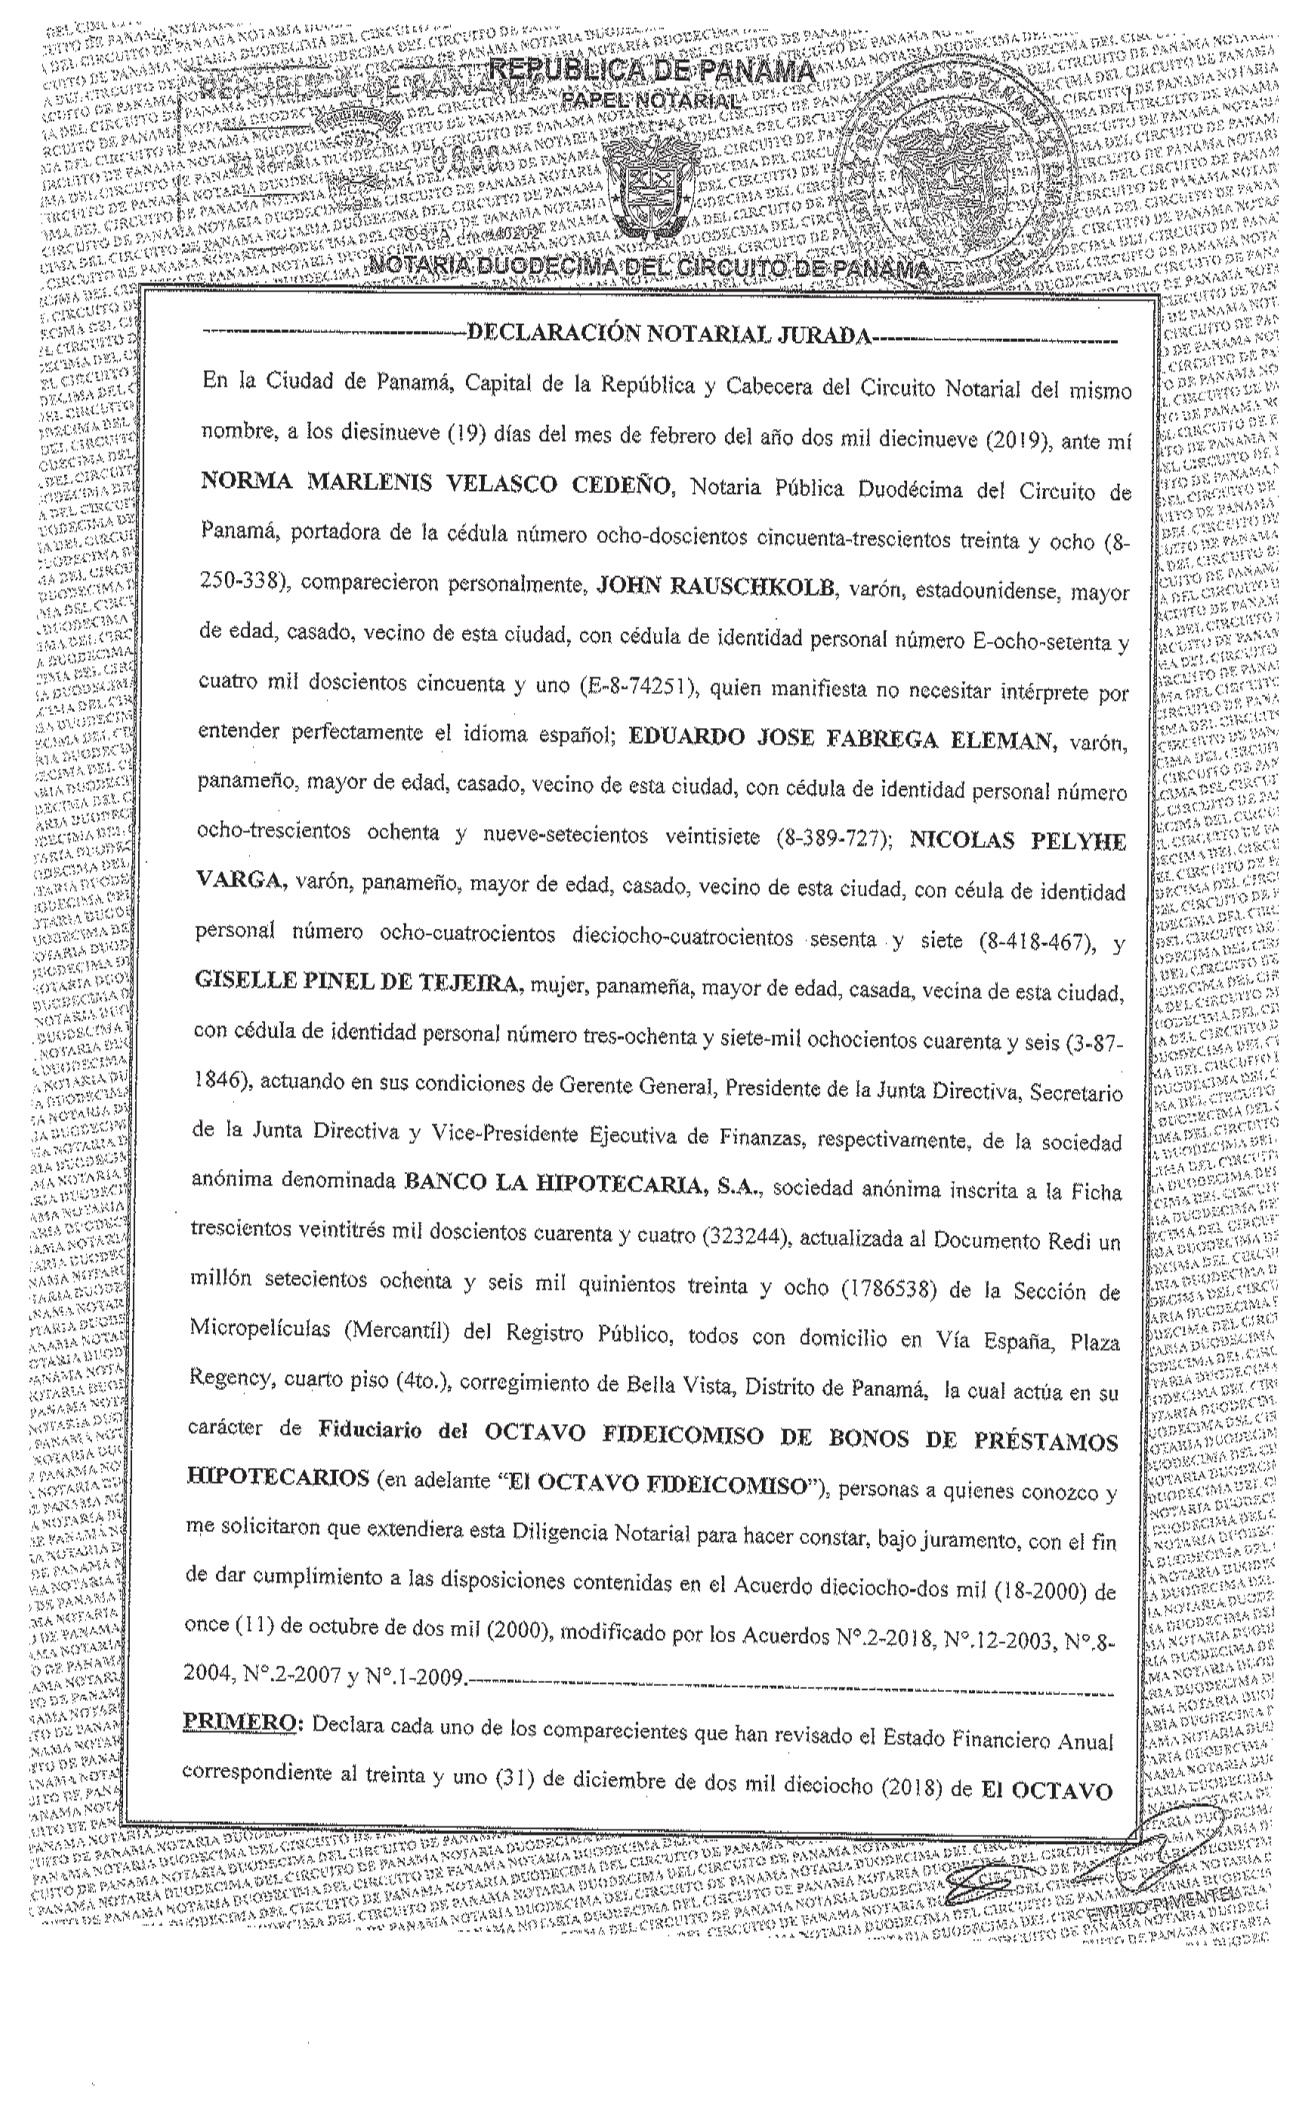 REPUBLICA DE PANAMA
PAPEL NOTARIAL
NOTARIA DUODECIMA DEL CIRCUITO DE PANAMA
DECLARACIÓN NOTARIAL JURADA
En la Ciudad de Panamá, Capital de la República y Cabecera del Circuito Notarial del mismo
nombre, a los diesinueve (19) días del mes de febrero del año dos mil diecinueve (2019), ante mí
NORMA MARLENIS VELASCO CEDEÑO, Notaria Pública Duodécima del Circuito de
Panamá, portadora de la cédula número ocho-doscientos cincuenta-trescientos treinta y ocho (8-
250-338), comparecieron personalmente, JOHN RAUSCHKOLB, varón, estadounidense, mayor
de edad, casado, vecino de esta ciudad, con cédula de identidad personal número E-ocho-setenta y
cuatro mil doscientos cincuenta y uno (E-8-74251), quien manifiesta no necesitar intérprete por
entender perfectamente el idioma español; EDUARDO JOSE FABREGA ELEMAN, varón,
panameño, mayor de edad, casado, vecino de esta ciudad, con cédula de identidad personal número
ocho-trescientos ochenta y nueve-setecientos veintisiete (8-389-727); NICOLAS PELYHE
VARGA, varón, panameño, mayor de edad, casado, vecino de esta ciudad, con céula de identidad
personal número ocho-cuatrocientos dieciocho-cuatrocientos sesenta y siete (8-418-467), y
GISELLE PINEL DE TEJEIRA, mujer, panameña, mayor de edad, casada, vecina de esta ciudad,
con cédula de identidad personal número tres-ochenta y siete-mil ochocientos cuarenta y seis (3-87-
1846), actuando en sus condiciones de Gerente General, Presidente de la Junta Directiva, Secretario
de la Junta Directiva y Vice-Presidente Ejecutiva de Finanzas, respectivamente, de la sociedad
anónima denominada BANCO LA HIPOTECARIA, S.A., sociedad anónima inscrita a la Ficha
trescientos veintitrés mil doscientos cuarenta y cuatro (323244), actualizada al Documento Redi un
millón setecientos ochenta y seis mil quinientos treinta y ocho (1786538) de la Sección de
Micropelículas (Mercantíl) del Registro Público, todos con domicilio en Vía España, Plaza
Regency, cuarto piso (4to.), corregimiento de Bella Vista, Distrito de Panamá, la cual actúa en su
carácter de Fiduciario del OCTAVO FIDEICOMISO DE BONOS DE PRÉSTAMOS
HIPOTECARIOS (en adelante “El OCTAVO FIDEICOMISO”), personas a quienes conozco y
me solicitaron que extendiera esta Diligencia Notarial para hacer constar, bajo juramento, con el fin
de dar cumplimiento a las disposiciones contenidas en el Acuerdo dieciocho-dos mil (18-2000) de
once (11) de octubre de dos mil (2000), modificado por los Acuerdos N°.2-2018, N°.12-2003, N°.8-
2004, N°.2-2007 y N°.1-2009.
PRIMERO: Declara cada uno de los comparecientes que han revisado el Estado Financiero Anual
correspondiente al treinta y uno (31) de diciembre de dos mil dieciocho (2018) de El OCTAVO